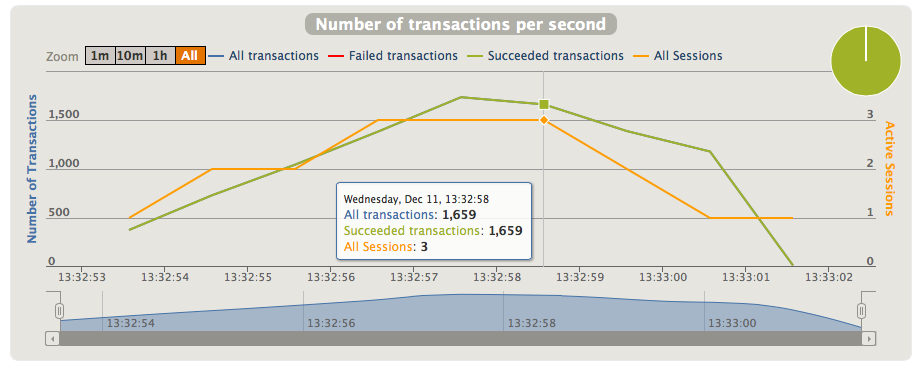 Number of transactions per second
Zoom 1m 10m 1h All All transactions Failed transactions Succeeded transactions All Sessions
Number of Transactions
1,500
1,000
500
0
3
2
1
0
Active Sessions
Wednesday, Dec 11, 13:32:58
All transactions: 1,659
Succeeded transactions: 1,659
All Sessions: 3
13:32:53 13:32:54 13:32:55 13:32:56 13:32:57 13:32:58 13:32:59 13:33:00 13:33:01 13:33:02
13:32:54 13:32:56 13:32:58 13:33:00